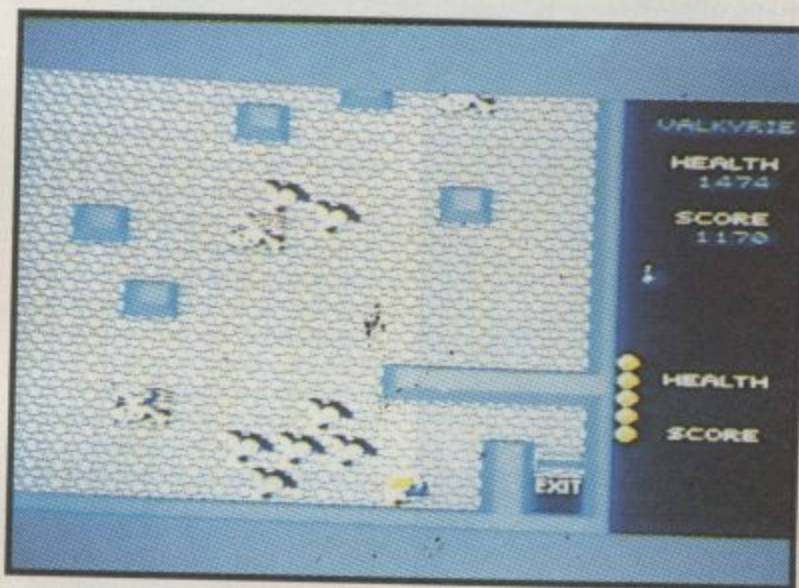 VALKYRIE
HEALTH
1474
SCORE
1170
HEALTH
SCORE
EXIT